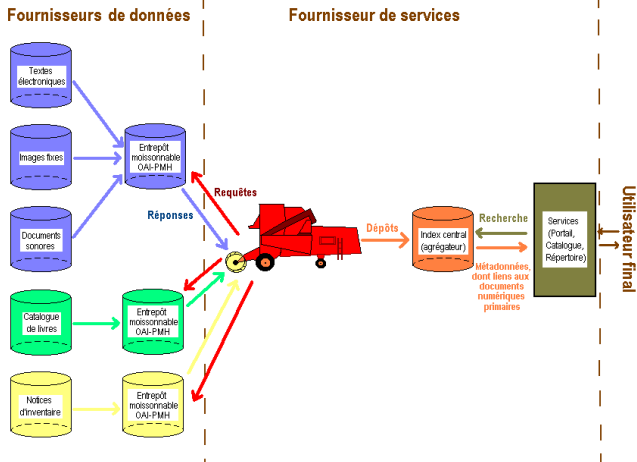 Fournisseurs de données
Fournisseur de services
Textes
électroniques
Images fixes
Documents
sonores
Entrepôt
moissonnable
OAI-PMH
Requêtes
Réponses
Dépôts
Index central
(agrégateur)
Recherche
Métadonnées,
dont liens aux
documents
numériques
primaires
Services
(Portail,
Catalogue,
Répertoire)
Utilisateur final
Catalogue
de livres
Entrepôt
moissonnable
OAI-PMH
Notices
d'inventaire
Entrepôt
moissonnable
OAI-PMH